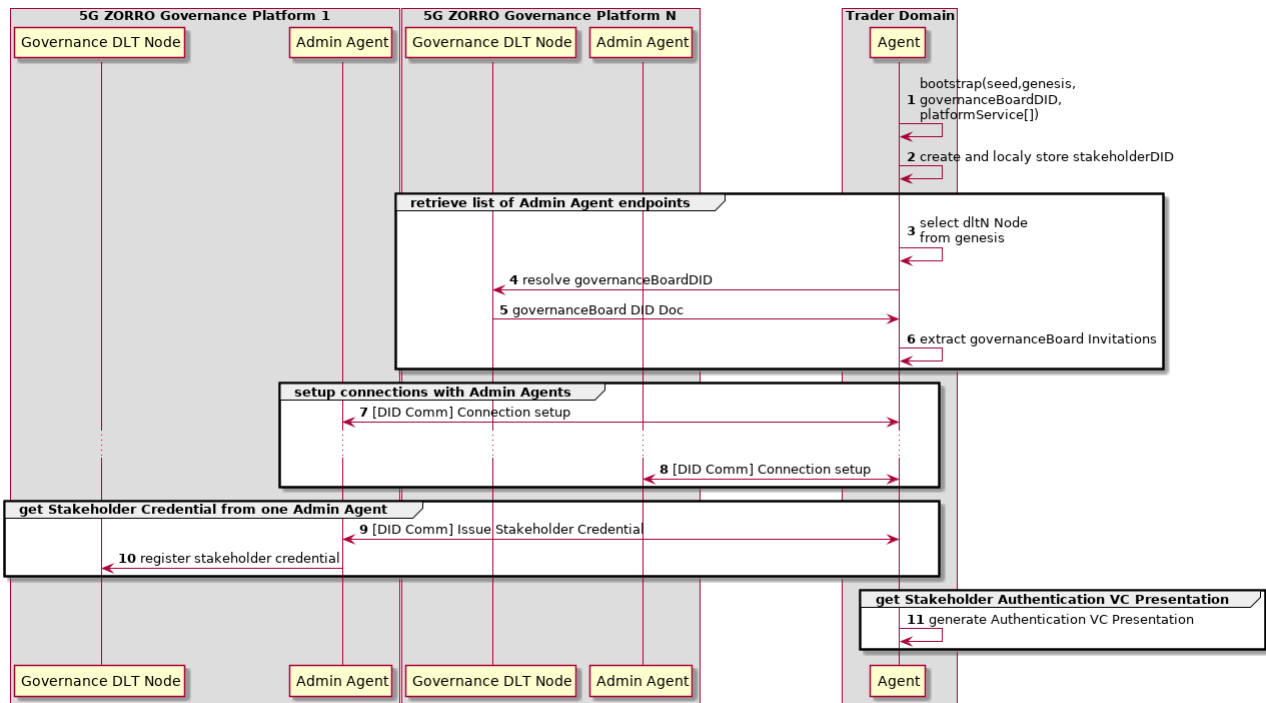 5G ZORRO Governance Platform 1
5G ZORRO Governance Platform N
Trader Domain
Governance DLT Node
Admin Agent
Governance DLT Node
Admin Agent
Agent
bootstrap(seed,genesis,
1 governanceBoardDID,
platformService[])
2 create and localy store stakeholderDID
retrieve list of Admin Agent endpoints
select dltN Node
3
from genesis
4 resolve governanceBoardDID
5 governanceBoard DID Doc
6 extract governanceBoard Invitations
setup connections with Admin Agents
7 [DID Comm] Connection setup
8 [DID Comm] Connection setup
get Stakeholder Credential from one Admin Agent
9 [DID Comm] Issue Stakeholder Credential
10 register stakeholder credential
get Stakeholder Authentication VC Presentation
11 generate Authentication VC Presentation
Governance DLT Node
Admin Agent
Governance DLT Node
Admin Agent
Agent